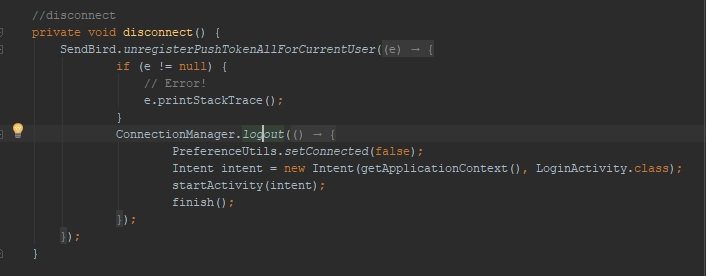 //disconnect
private void disconnect() {
SendBird.unregisterPushTokenAllForCurrentUser((e) → {
if (e != null) {
// Error!
e.printStackTrace();
}
ConnectionManager.logout(() → {
PreferenceUtils.setConnected(false);
Intent intent = new Intent(getApplicationContext(), LoginActivity.class);
startActivity(intent);
finish();
});
});
}